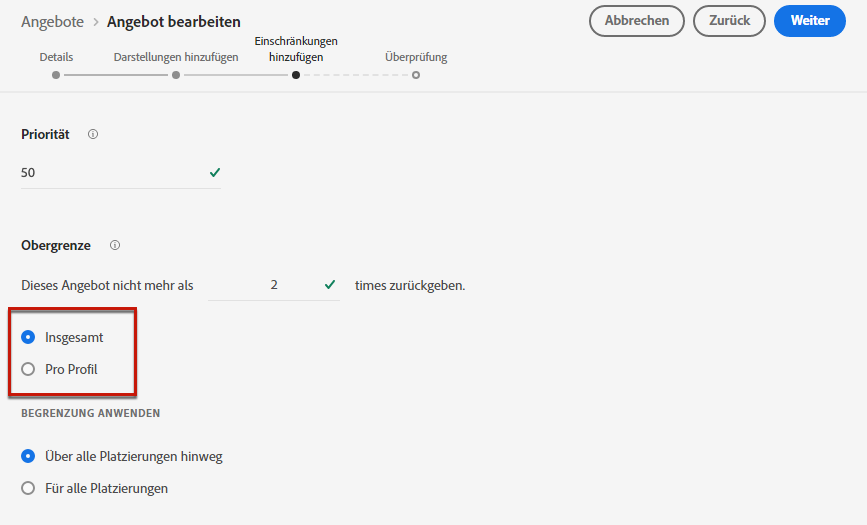 Angebote > Angebot bearbeiten
Abbrechen
Zurück
Weiter
Details
Darstellungen hinzufügen
Einschränkungen
hinzufügen
Überprüfung
Priorität
50
Obergrenze
Dieses Angebot nicht mehr als 2 times zurückgeben.
Insgesamt
Pro Profil
BEGRENZUNG ANWENDEN
Über alle Platzierungen hinweg
Für alle Platzierungen